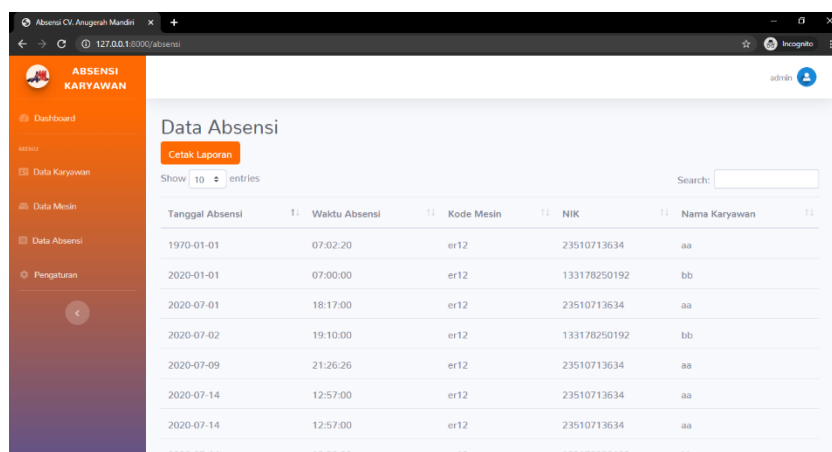 Absensi CV. Anugerah Mandiri
127.0.0.1:8000/absensi
Incognito
ABSENSI
KARYAWAN
admin
Dashboard
MENU
Data Karyawan
Data Mesin
Data Absensi
Pengaturan
Data Absensi
Cetak Laporan
Show 10 entries
Search:
Tanggal Absensi Waktu Absensi Kode Mesin NIK Nama Karyawan
1970-01-01 07:02:20 er12 23510713634 aa
2020-01-01 07:00:00 er12 133178250192 bb
2020-07-01 18:17:00 er12 23510713634 aa
2020-07-02 19:10:00 er12 133178250192 bb
2020-07-09 21:26:26 er12 23510713634 aa
2020-07-14 12:57:00 er12 23510713634 aa
2020-07-14 12:57:00 er12 23510713634 aa